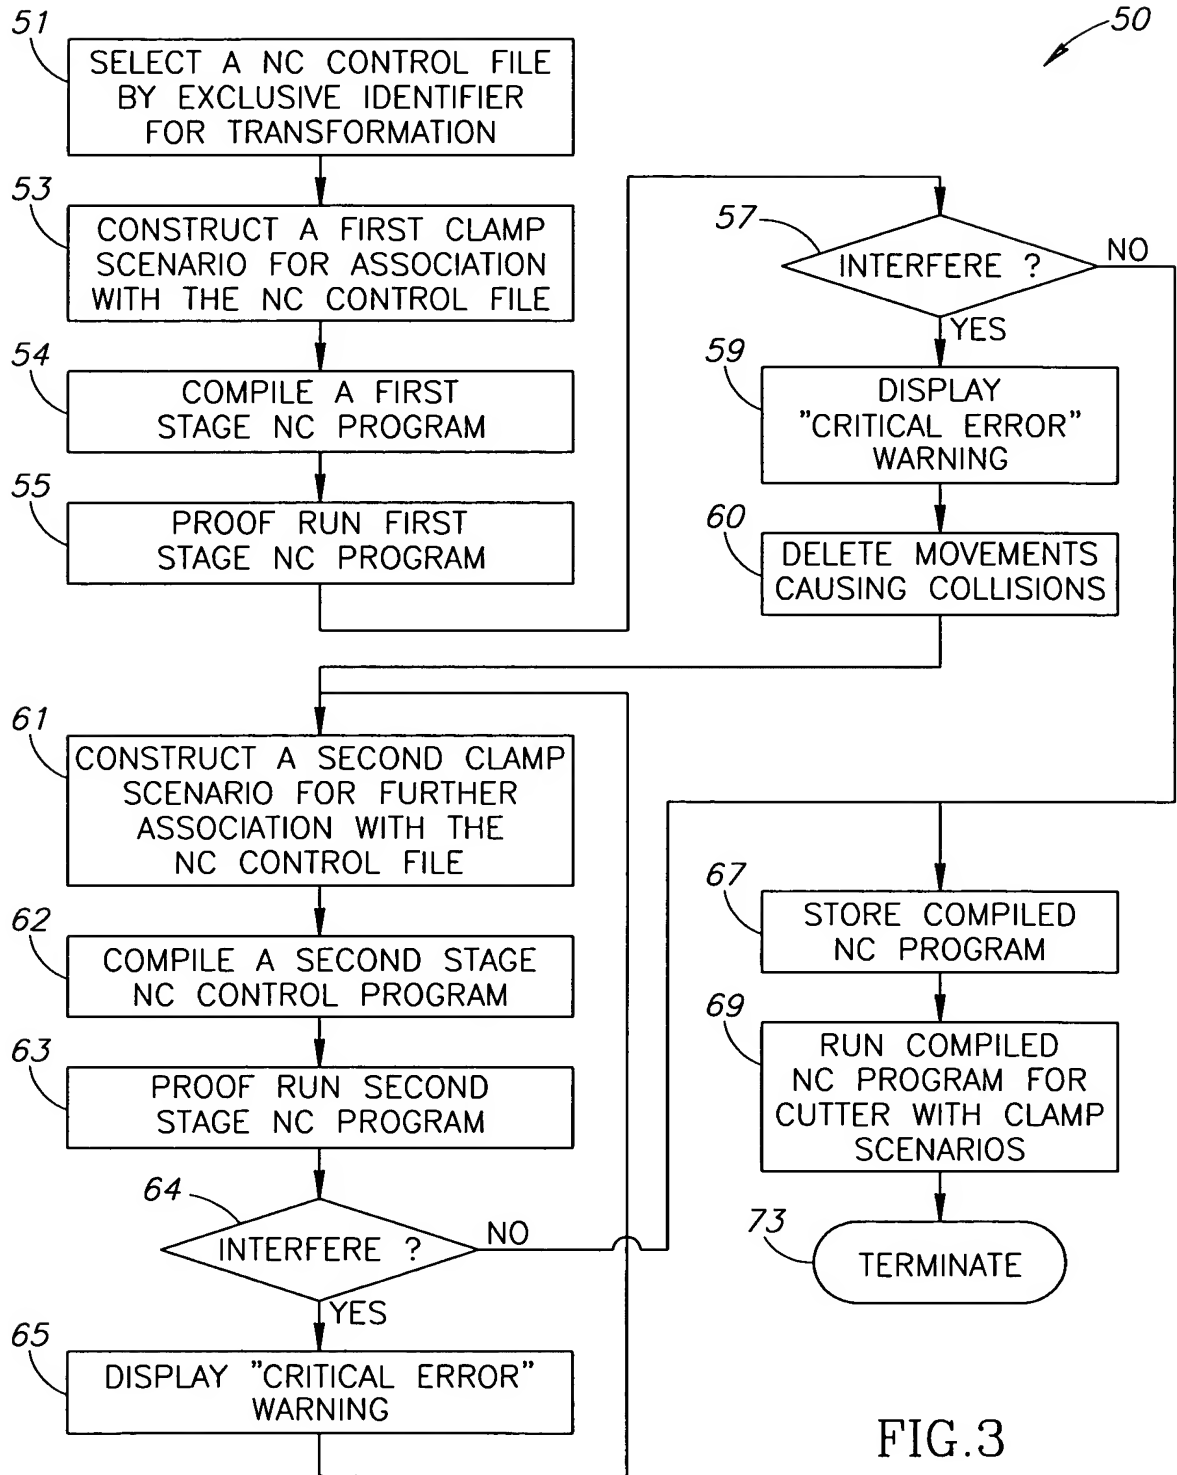 51
SELECT A NC CONTROL FILE
BY EXCLUSIVE IDENTIFIER
FOR TRANSFORMATION
53
CONSTRUCT A FIRST CLAMP
SCENARIO FOR ASSOCIATION
WITH THE NC CONTROL FILE
54
COMPILE A FIRST
STAGE NC PROGRAM
55
PROOF RUN FIRST
STAGE NC PROGRAM
50
57
INTERFERE ?
NO
YES
59
DISPLAY
"CRITICAL ERROR"
WARNING
60
DELETE MOVEMENTS
CAUSING COLLISIONS
61
CONSTRUCT A SECOND CLAMP
SCENARIO FOR FURTHER
ASSOCIATION WITH THE
NC CONTROL FILE
62
COMPILE A SECOND STAGE
NC CONTROL PROGRAM
63
PROOF RUN SECOND
STAGE NC PROGRAM
64
INTERFERE ?
NO
YES
65
DISPLAY "CRITICAL ERROR"
WARNING
67
STORE COMPILED
NC PROGRAM
69
RUN COMPILED
NC PROGRAM FOR
CUTTER WITH CLAMP
SCENARIOS
73
TERMINATE
FIG.3